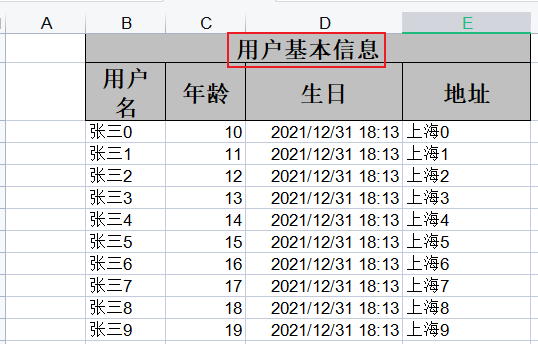 A B C D E
用户基本信息
用户名 年龄 生日 地址
张三0 10 2021/12/31 18:13 上海0
张三1 11 2021/12/31 18:13 上海1
张三2 12 2021/12/31 18:13 上海2
张三3 13 2021/12/31 18:13 上海3
张三4 14 2021/12/31 18:13 上海4
张三5 15 2021/12/31 18:13 上海5
张三6 16 2021/12/31 18:13 上海6
张三7 17 2021/12/31 18:13 上海7
张三8 18 2021/12/31 18:13 上海8
张三9 19 2021/12/31 18:13 上海9